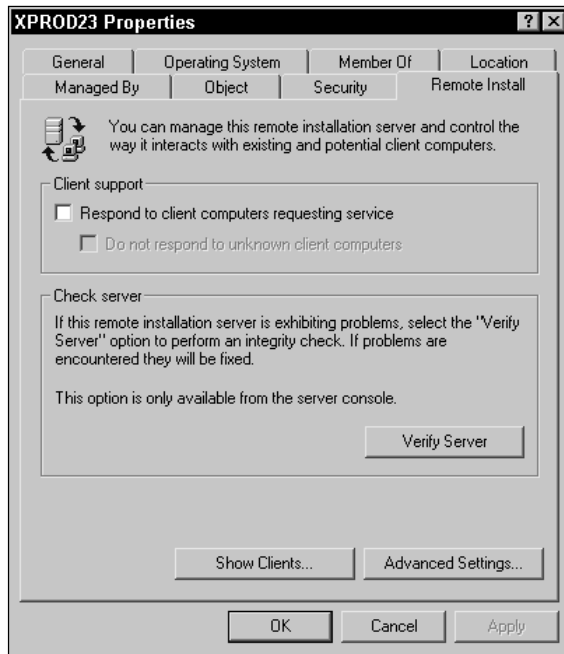 XPROD23 Properties
General
Operating System
Member Of
Location
Managed By
Object
Security
Remote Install
You can manage this remote installation server and control the
way it interacts with existing and potential client computers.
Client support
Respond to client computers requesting service
Do not respond to unknown client computers
Check server
If this remote installation server is exhibiting problems, select the "Verify
Server" option to perform an integrity check. If problems are
encountered they will be fixed.
This option is only available from the server console.
Verify Server
Show Clients...
Advanced Settings...
OK
Cancel
Apply